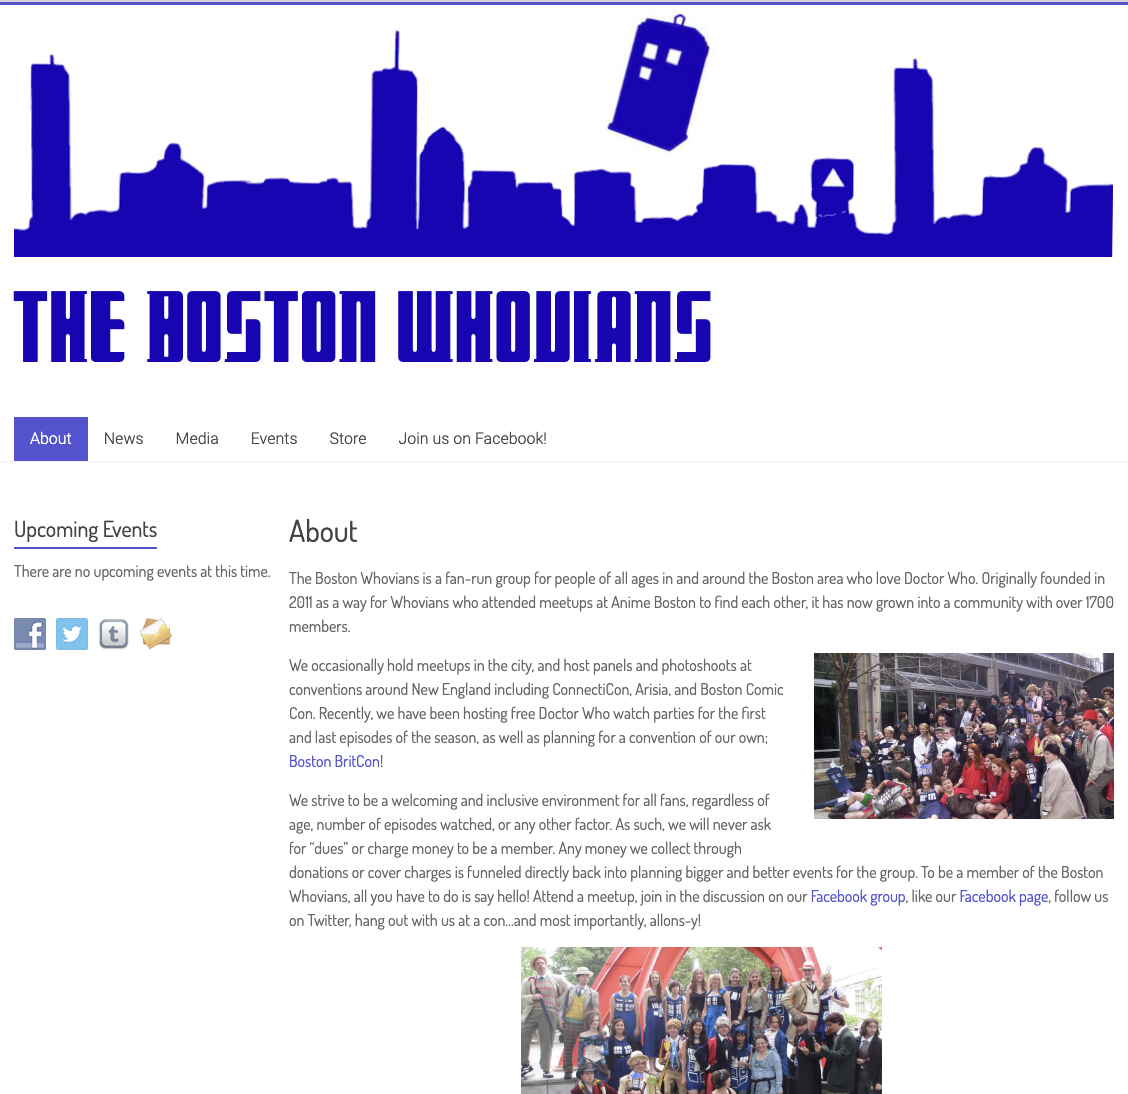 THE BOSTON WHOVIANS
About News Media Events Store Join us on Facebook!
Upcoming Events
There are no upcoming events at this time.
f t
About
The Boston Whovians is a fan-run group for people of all ages in and around the Boston area who love Doctor Who. Originally founded in
2011 as a way for Whovians who attended meetups at Anime Boston to find each other, it has now grown into a community with over 1700
members.
We occasionally hold meetups in the city, and host panels and photoshoots at
conventions around New England including ConnectiCon, Arisia, and Boston Comic
Con. Recently, we have been hosting free Doctor Who watch parties for the first
and last episodes of the season, as well as planning for a convention of our own;
Boston BritCon!
We strive to be a welcoming and inclusive environment for all fans, regardless of
age, number of episodes watched, or any other factor. As such, we will never ask
for “dues” or charge money to be a member. Any money we collect through
donations or cover charges is funneled directly back into planning bigger and better events for the group. To be a member of the Boston
Whovians, all you have to do is say hello! Attend a meetup, join in the discussion on our Facebook group, like our Facebook page, follow us
on Twitter, hang out with us at a con...and most importantly, allons-y!